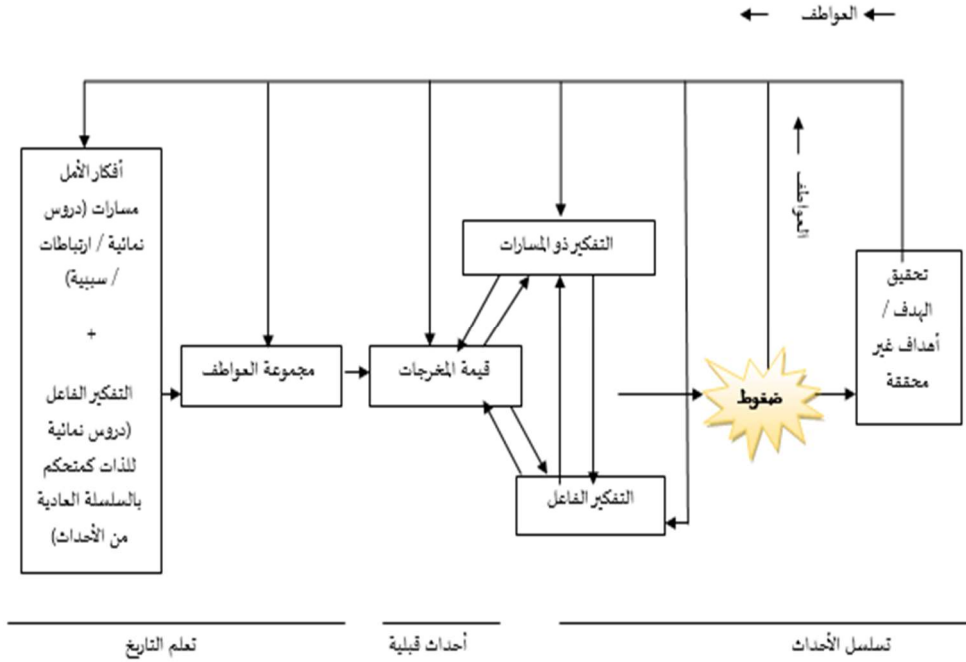 العواطف
العواطف
أفكار الأمل
مسارات (دروس
نمائية / ارتباطات
/ سببية)
+
التفكير الفاعل
(دروس نمائية
للذات كمتحكم
بالسلسلة العادية
من الأحداث)
مجموعة العواطف
قيمة المخرجات
التفكير ذو المسارات
التفكير الفاعل
ضغوط
تحقيق
الهدف /
أهداف غير
محققة
تعلم التاريخ
أحداث قبلية
تسلسل الأحداث